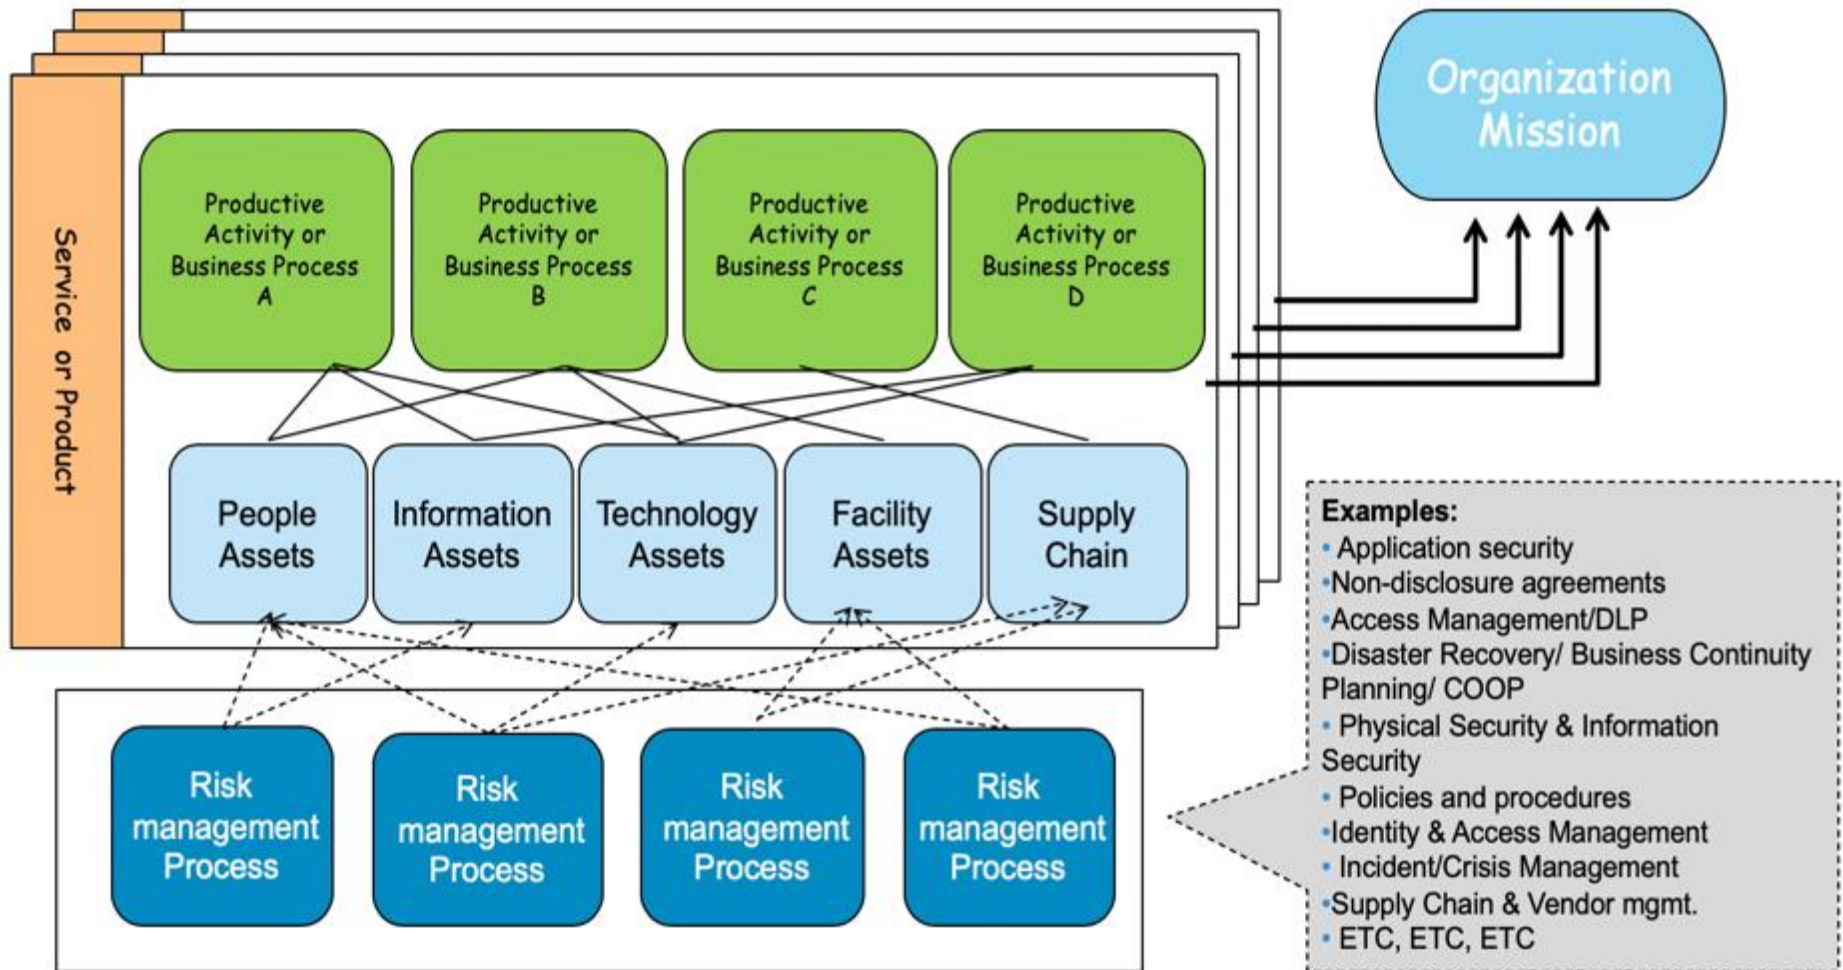 Service or Product
Productive
Activity or
Business Process
A
Productive
Activity or
Business Process
B
Productive
Activity or
Business Process
C
Productive
Activity or
Business Process
D
Organization
Mission
People
Assets
Information
Assets
Technology
Assets
Facility
Assets
Supply
Chain
Risk
management
Process
Risk
management
Process
Risk
management
Process
Risk
management
Process
Examples:
• Application security
•Non-disclosure agreements
•Access Management/DLP
•Disaster Recovery/ Business Continuity
Planning/ COOP
• Physical Security & Information
Security
• Policies and procedures
•Identity & Access Management
• Incident/Crisis Management
•Supply Chain & Vendor mgmt.
• ETC, ETC, ETC